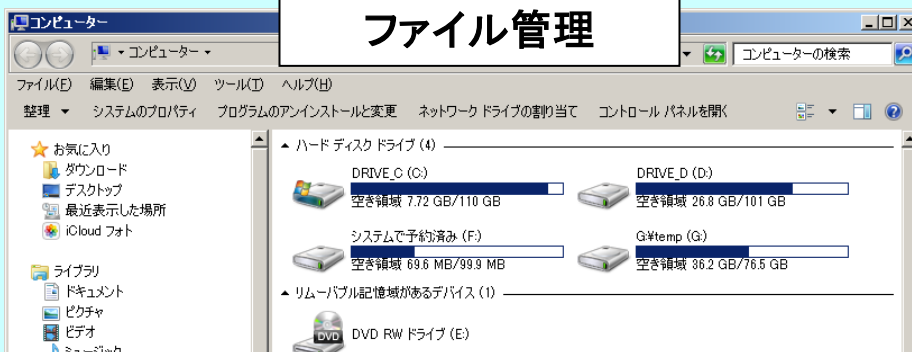 ファイル管理
コンピューター
コンピューター
コンピューターの検索
ファイル(F) 編集(E) 表示(V) ツール(T) ヘルプ(H)
整理 システムのプロパティ プログラムのアンインストールと変更 ネットワーク ドライブの割り当て コントロール パネルを開く
お気に入り
ダウンロード
デスクトップ
最近表示した場所
iCloud フォト
ライブラリ
ドキュメント
ピクチャ
ビデオ
ミュージック
ハード ディスク ドライブ (4)
DRIVE_C (C:)
空き領域 7.72 GB/110 GB
DRIVE_D (D:)
空き領域 26.8 GB/101 GB
システムで予約済み (F:)
空き領域 69.6 MB/99.9 MB
G:¥temp (G:)
空き領域 36.2 GB/76.5 GB
リムーバブル記憶域があるデバイス (1)
DVD
DVD RW ドライブ (E:)